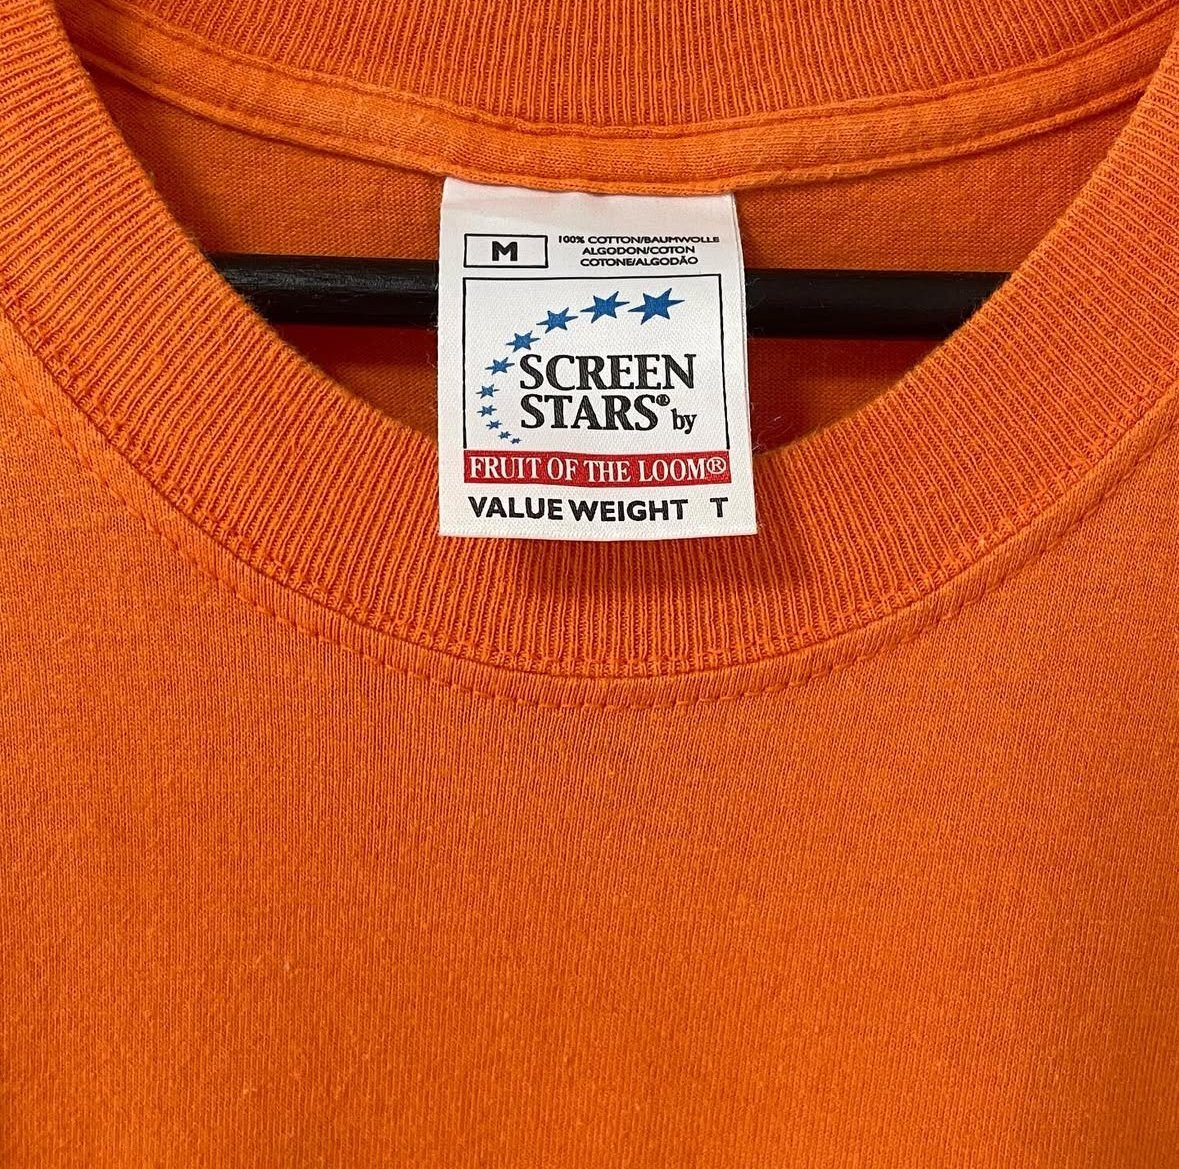 M
100% COTTON/BAUMWOLLE
ALGODON/COTON
COTONE/ALGODÃO
SCREEN
STARS® by
FRUIT OF THE LOOM®
VALUE WEIGHT T